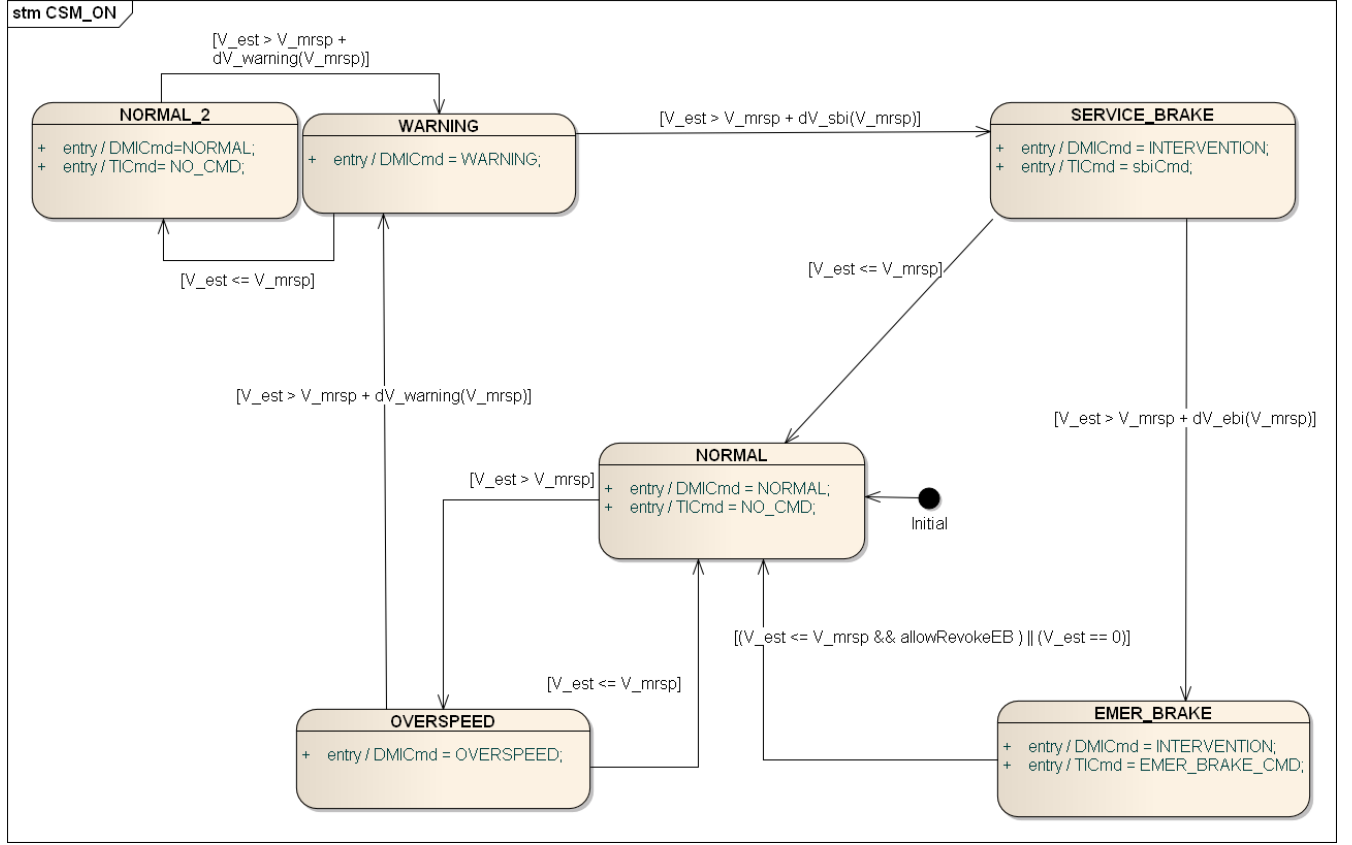 stm CSM_ON
[V_est > V_mrsp +
dV_warning(V_mrsp)]
NORMAL_2
+ entry / DMICmd=NORMAL;
+ entry / TICmd= NO_CMD;
WARNING
+ entry / DMICmd = WARNING;
[V_est > V_mrsp + dV_sbi(V_mrsp)]
SERVICE_BRAKE
+ entry / DMICmd = INTERVENTION;
+ entry / TICmd = sbiCmd;
[V_est <= V_mrsp]
[V_est <= V_mrsp]
[V_est > V_mrsp + dV_warning(V_mrsp)]
[V_est > V_mrsp + dV_ebi(V_mrsp)]
NORMAL
+ entry / DMICmd = NORMAL;
+ entry / TICmd = NO_CMD;
[V_est > V_mrsp]
Initial
[(V_est <= V_mrsp && allowRevokeEB ) || (V_est == 0)]
[V_est <= V_mrsp]
OVERSPEED
+ entry / DMICmd = OVERSPEED;
EMER_BRAKE
+ entry / DMICmd = INTERVENTION;
+ entry / TICmd = EMER_BRAKE_CMD;